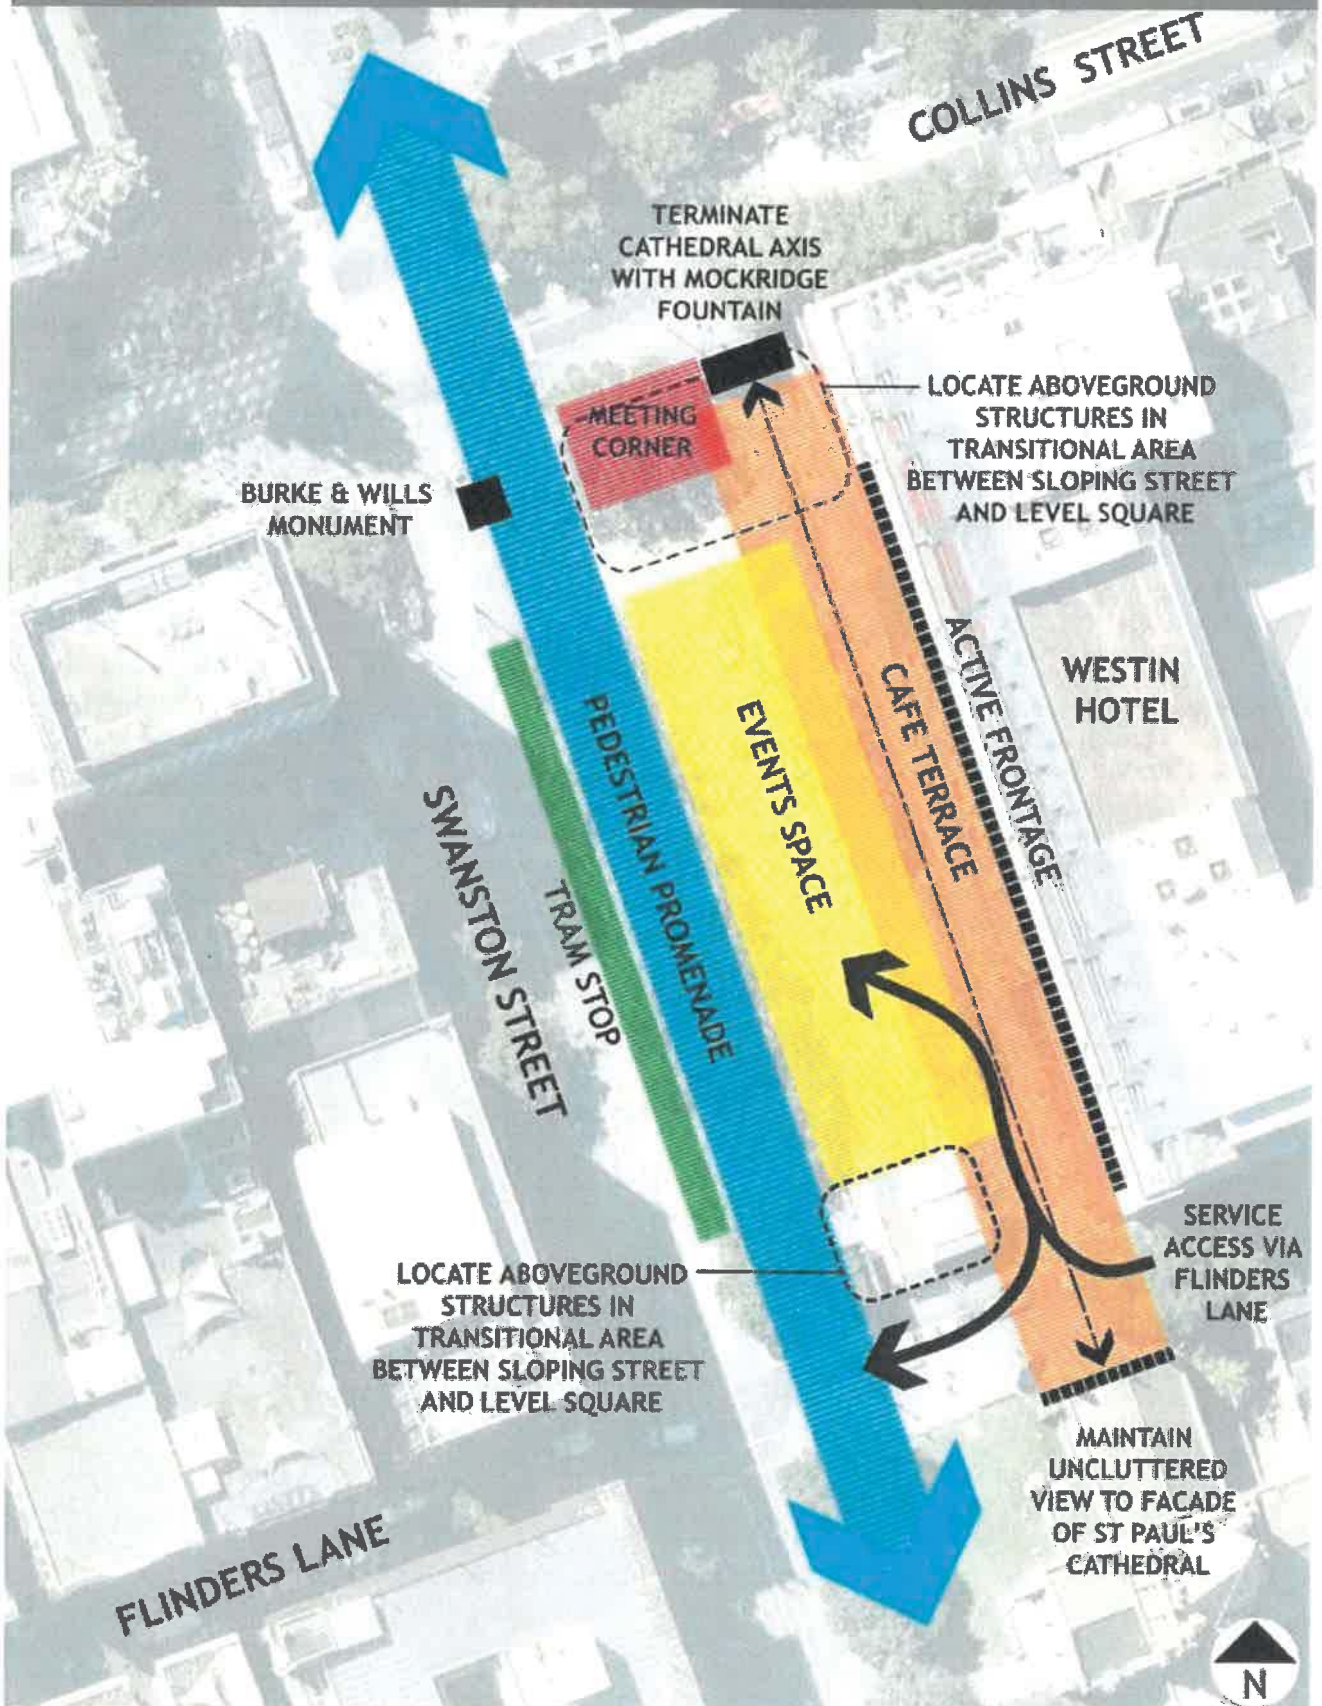 COLLINS STREET
TERMINATE
CATHEDRAL AXIS
WITH MOCKRIDGE
FOUNTAIN
LOCATE ABOVEGROUND
STRUCTURES IN
TRANSITIONAL AREA
BETWEEN SLOPING STREET
AND LEVEL SQUARE
MEETING
CORNER
BURKE & WILLS
MONUMENT
WESTIN
HOTEL
ACTIVE FRONTAGE
CAFE TERRACE
EVENTS SPACE
PEDESTRIAN PROMENADE
TRAM STOP
SWANSTON STREET
SERVICE
ACCESS VIA
FLINDERS
LANE
LOCATE ABOVEGROUND
STRUCTURES IN
TRANSITIONAL AREA
BETWEEN SLOPING STREET
AND LEVEL SQUARE
MAINTAIN
UNCLUTTERED
VIEW TO FACADE
OF ST PAUL'S
CATHEDRAL
FLINDERS LANE
N